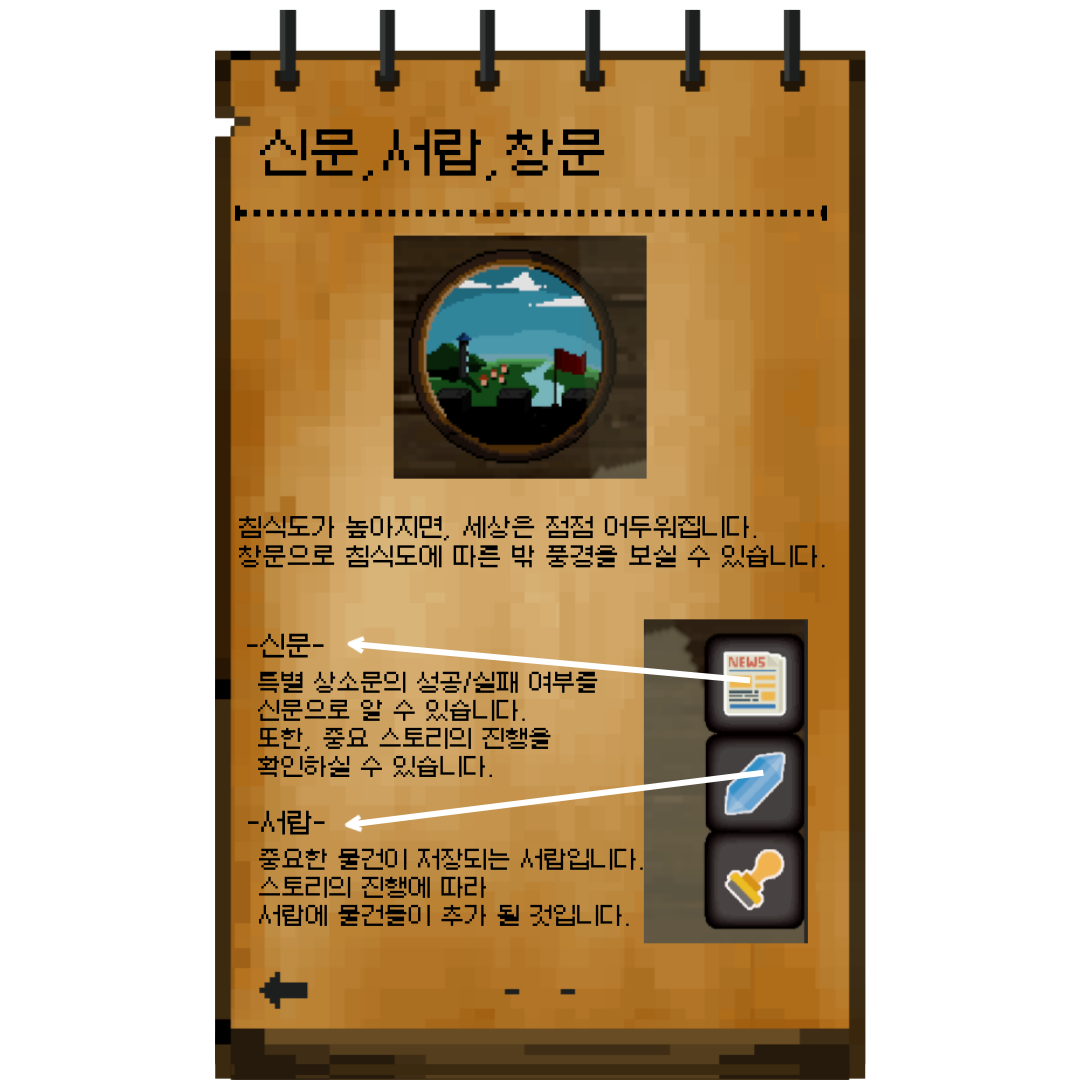 신문,서랍,창문
침식도가 높아지면, 세상은 점점 어두워집니다.
창문으로 침식도에 따른 밖 풍경을 보실 수 있습니다.
-신문-
NEWS
특별 상소문의 성공/실패 여부를
신문으로 알 수 있습니다.
또한, 중요 스토리의 진행을
확인하실 수 있습니다.
-서랍-
중요한 물건이 저장되는 서랍입니다.
스토리의 진행에 따라
서랍에 물건들이 추가 될 것입니다.
- -